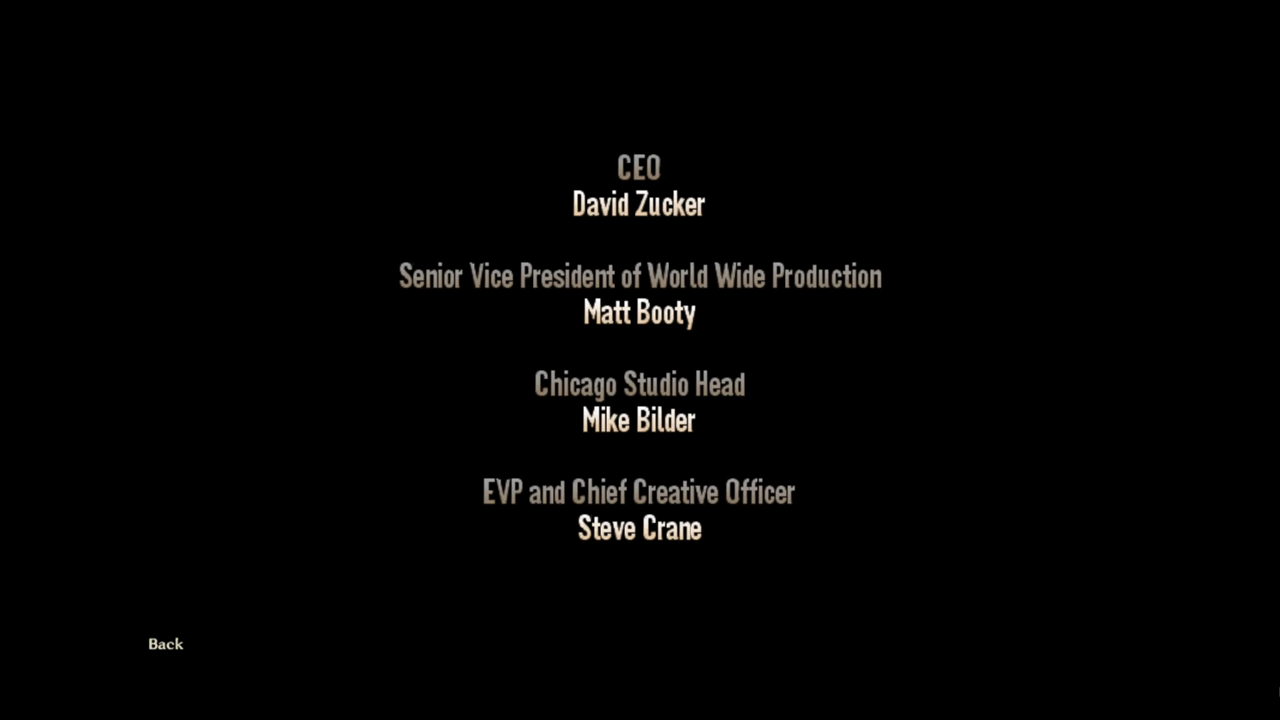 CEO
David Zucker
Senior Vice President of World Wide Production
Matt Booty
Chicago Studio Head
Mike Bilder
EVP and Chief Creative Officer
Steve Crane
Back